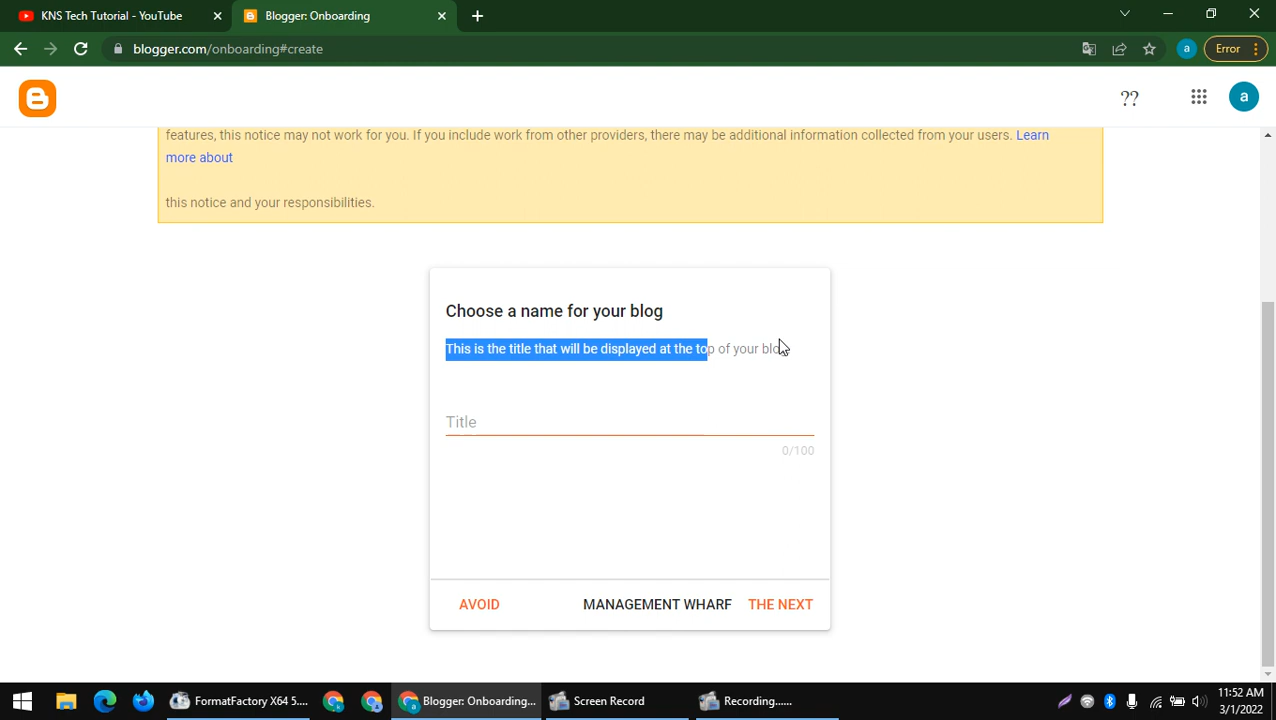 KNS Tech Tutorial - YouTube
Blogger: Onboarding
blogger.com/onboarding#create
a
Error
??
a
features, this notice may not work for you. If you include work from other providers, there may be additional information collected from your users. Learn
more about
this notice and your responsibilities.
Choose a name for your blog
This is the title that will be displayed at the top of your blog
Title
0/100
AVOID
MANAGEMENT WHARF
THE NEXT
FormatFactory X64 5....
Blogger: Onboarding...
Screen Record
Recording......
11:52 AM
3/1/2022